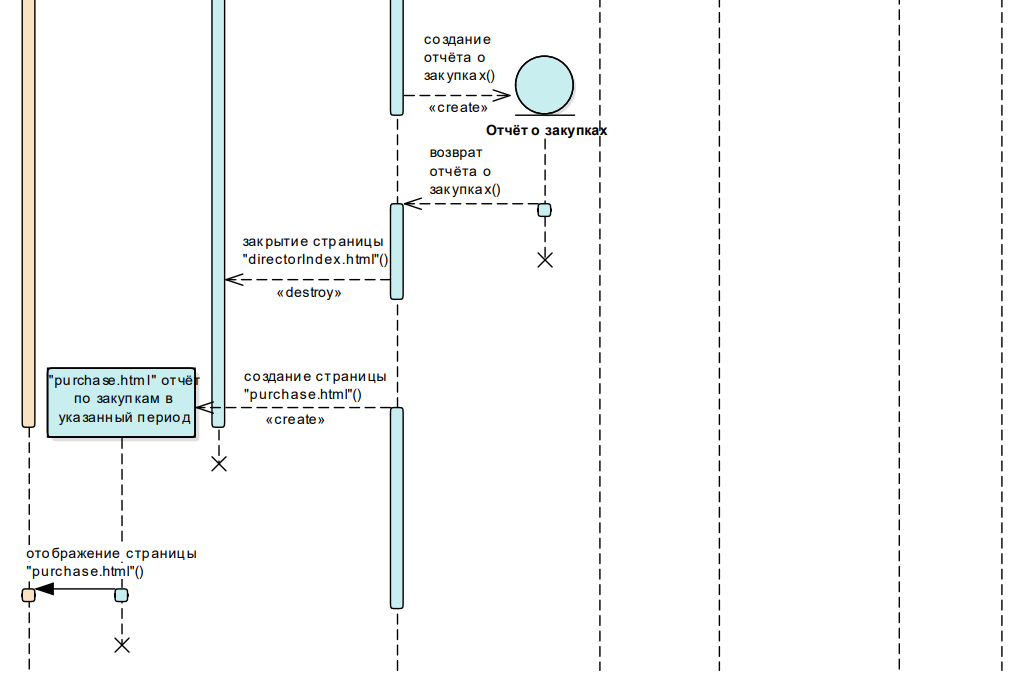 создание
отчёта о
закупках()
«create»
Отчёт о закупках
возврат
отчёта о
закупках()
закрытие страницы
"directorIndex.html"()
«destroy»
создание страницы
"purchase.html"()
«create»
"purchase.html" отчёт
по закупкам в
указанный период
отображение страницы
"purchase.html"()